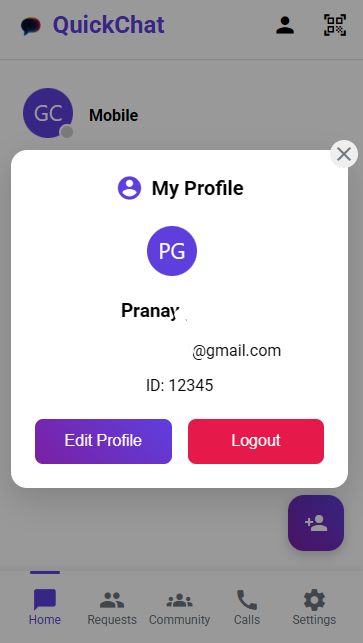 QuickChat
GC
Mobile
My Profile
PG
Pranay
@gmail.com
ID: 12345
Edit Profile
Logout
Home
Requests
Community
Calls
Settings